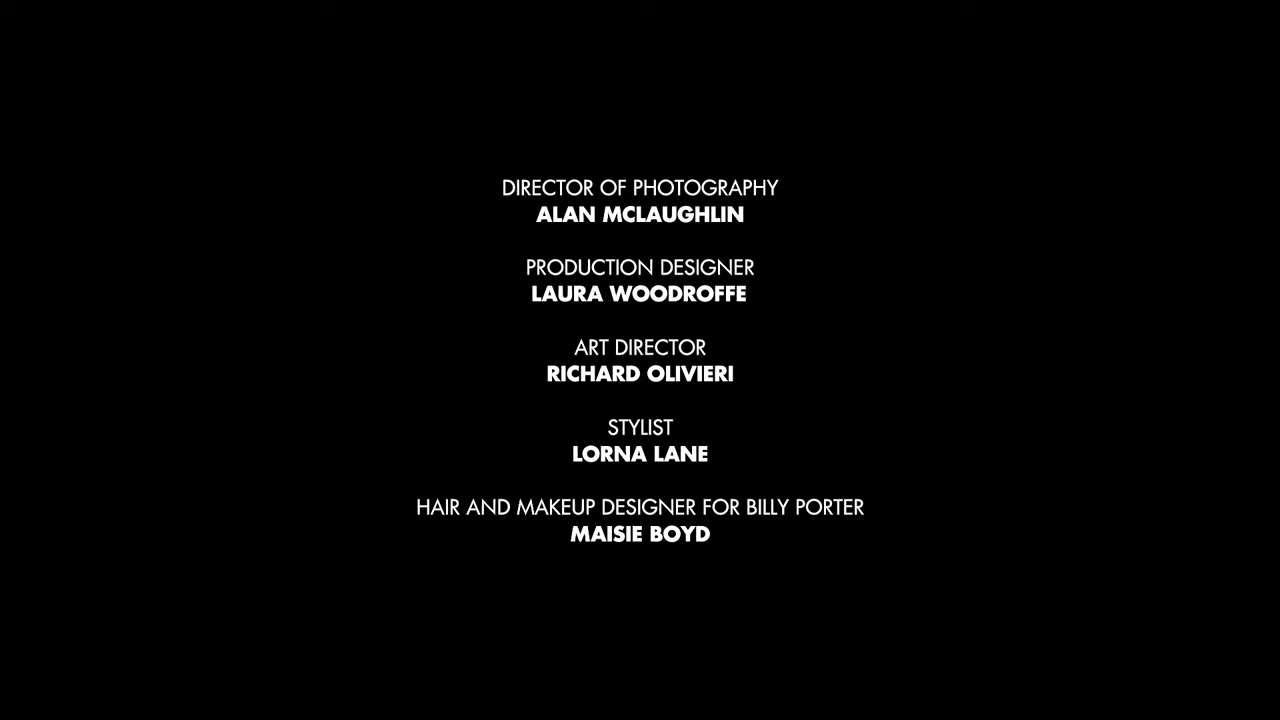 DIRECTOR OF PHOTOGRAPHY
ALAN MCLAUGHLIN
PRODUCTION DESIGNER
LAURA WOODROFFE
ART DIRECTOR
RICHARD OLIVIERI
STYLIST
LORNA LANE
HAIR AND MAKEUP DESIGNER FOR BILLY PORTER
MAISIE BOYD